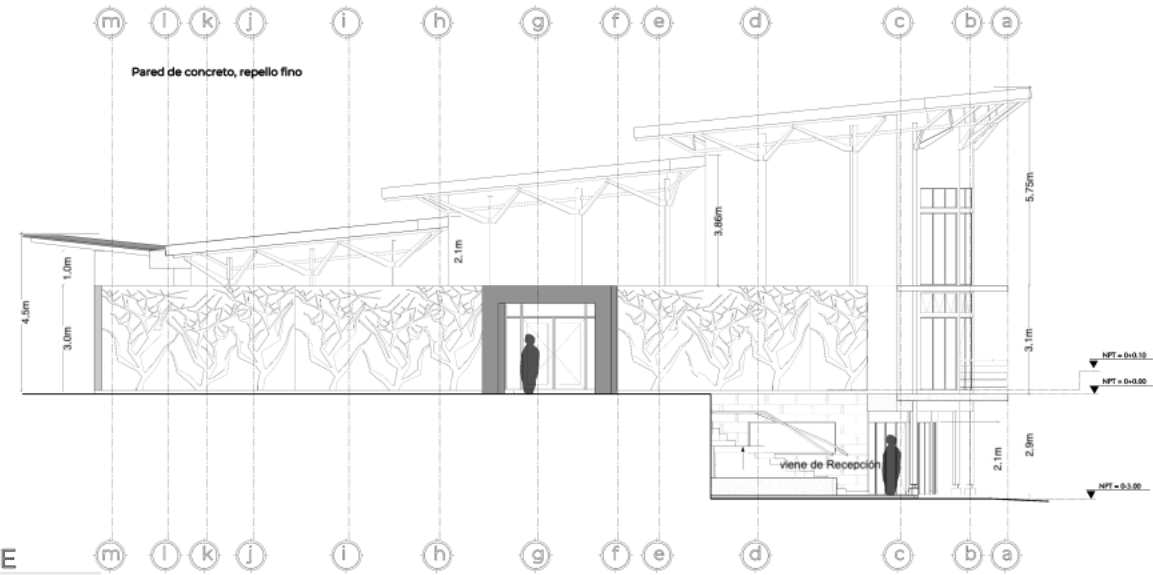 m l k j i h g f e d c b a
Pared de concreto, repello fino
5.75m
3.86m
2.1m
1.0m
4.5m
3.0m
3.1m
NPT = 0+0.10
NPT = 0+0.00
viene de Recepción
2.1m
2.9m
NPT = 0-3.00
E
m l k j i h g f e d c b a